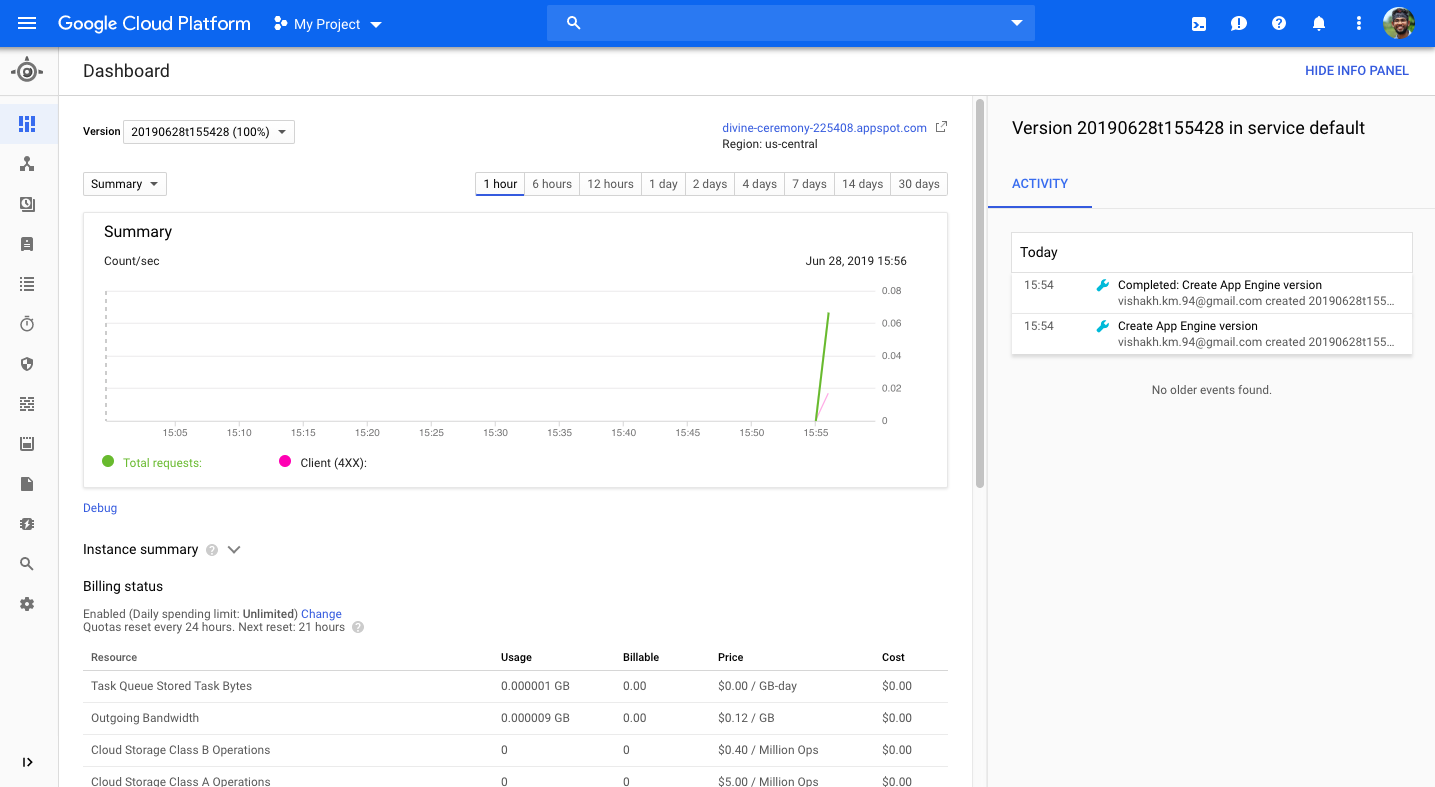 Google Cloud Platform My Project
Dashboard HIDE INFO PANEL
Version 20190628t155428 (100%)
divine-ceremony-225408.appspot.com
Region: us-central
Summary
1 hour 6 hours 12 hours 1 day 2 days 4 days 7 days 14 days 30 days
Summary
Count/sec Jun 28, 2019 15:56
0.08
0.06
0.04
0.02
0
15:05 15:10 15:15 15:20 15:25 15:30 15:35 15:40 15:45 15:50 15:55
Total requests: Client (4XX):
Debug
Instance summary ?
Billing status
Enabled (Daily spending limit: Unlimited) Change
Quotas reset every 24 hours. Next reset: 21 hours ?
Resource Usage Billable Price Cost
Task Queue Stored Task Bytes 0.000001 GB 0.00 $0.00 / GB-day $0.00
Outgoing Bandwidth 0.000009 GB 0.00 $0.12 / GB $0.00
Cloud Storage Class B Operations 0 0 $0.40 / Million Ops $0.00
Cloud Storage Class A Operations 0 0 $5.00 / Million Ops $0.00
Version 20190628t155428 in service default
ACTIVITY
Today
15:54 Completed: Create App Engine version
vishakh.km.94@gmail.com created 20190628t155...
15:54 Create App Engine version
vishakh.km.94@gmail.com created 20190628t155...
No older events found.